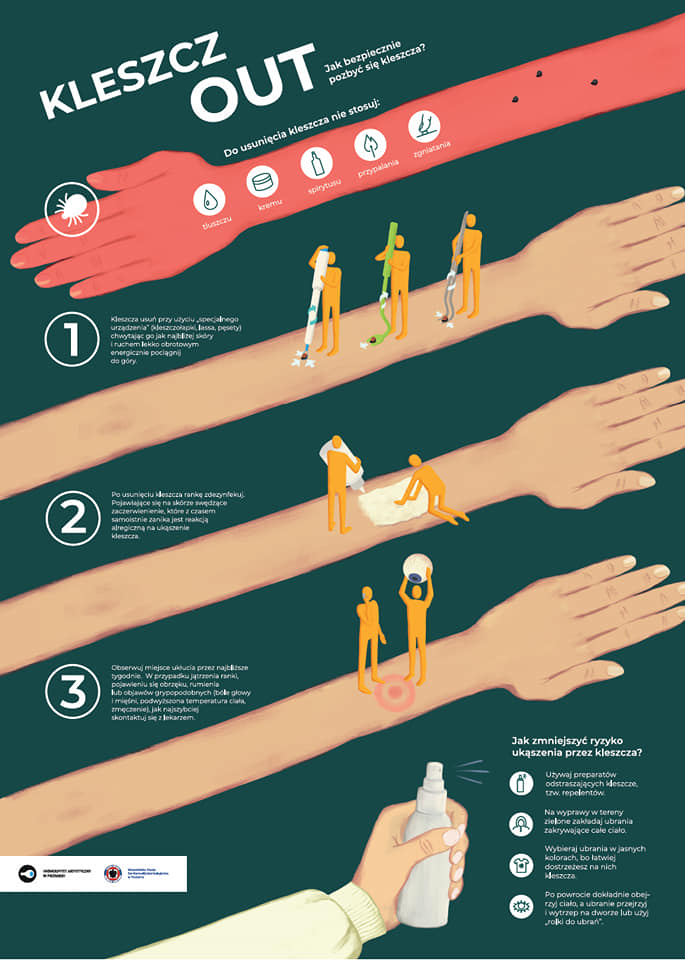 KLESZCZ
OUT
Jak bezpiecznie
pozbyć się kleszcza?
Do usunięcia kleszcza nie stosuj:
tłuszczu
kremu
spirytusu
przypalania
zgniatania
1
Kleszcza usuń przy użyciu „specjalnego
urządzenia” (kleszczołapki, lassa, pęsety)
chwytając go jak najbliżej skóry
i ruchem lekko obrotowym
energicznie pociągnij
do góry.
2
Po usunięciu kleszcza rankę zdezynfekuj.
Pojawiające się na skórze swędzące
zaczerwienie, które z czasem
samoistnie zanika jest reakcją
alregiczną na ukąszenie
kleszcza.
3
Obserwuj miejsce ukłucia przez najbliższe
tygodnie. W przypadku jątrzenia ranki,
pojawieniu się obrzęku, rumienia
lub objawów grypopodobnych (bóle głowy
i mięśni, podwyższona temperatura ciała,
zmęczenie), jak najszybciej
skontaktuj się z lekarzem.
Jak zmniejszyć ryzyko
ukąszenia przez kleszcza?
Używaj preparatów
odstraszających kleszcze,
tzw. repelentów.
Na wyprawy w tereny
zielone zakładaj ubrania
zakrywające całe ciało.
Wybieraj ubrania w jasnych
kolorach, bo łatwiej
dostrzeżesz na nich
kleszcza.
Po powrocie dokładnie obej-
rzyj ciało, a ubranie przejrzyj
i wytrzep na dworze lub użyj
„rolki do ubrań”.
UNIWERSYTET ARTYSTYCZNY
W POZNANIU